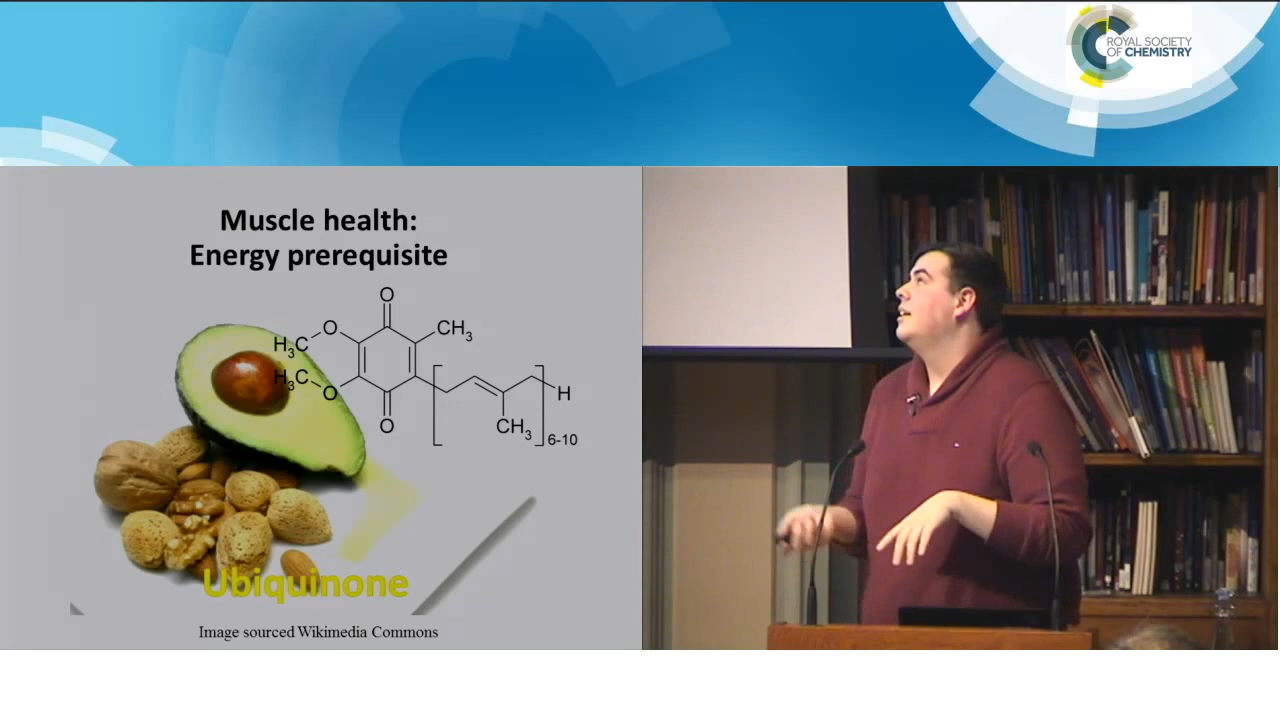 ROYAL SOCIETY
OF CHEMISTRY
Muscle health:
Energy prerequisite
O
O
CH3
H3C
H3C
O
H
O
CH3
6-10
Ubiquinone
Image sourced Wikimedia Commons